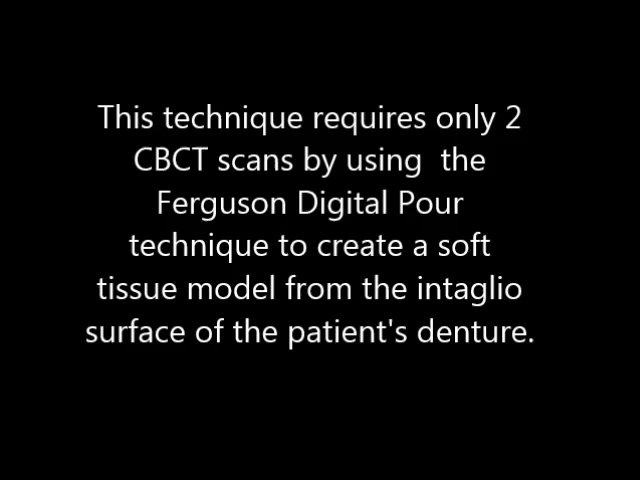 This technique requires only 2
CBCT scans by using  the
Ferguson Digital Pour
technique to create a soft
tissue model from the intaglio
surface of the patient's denture.